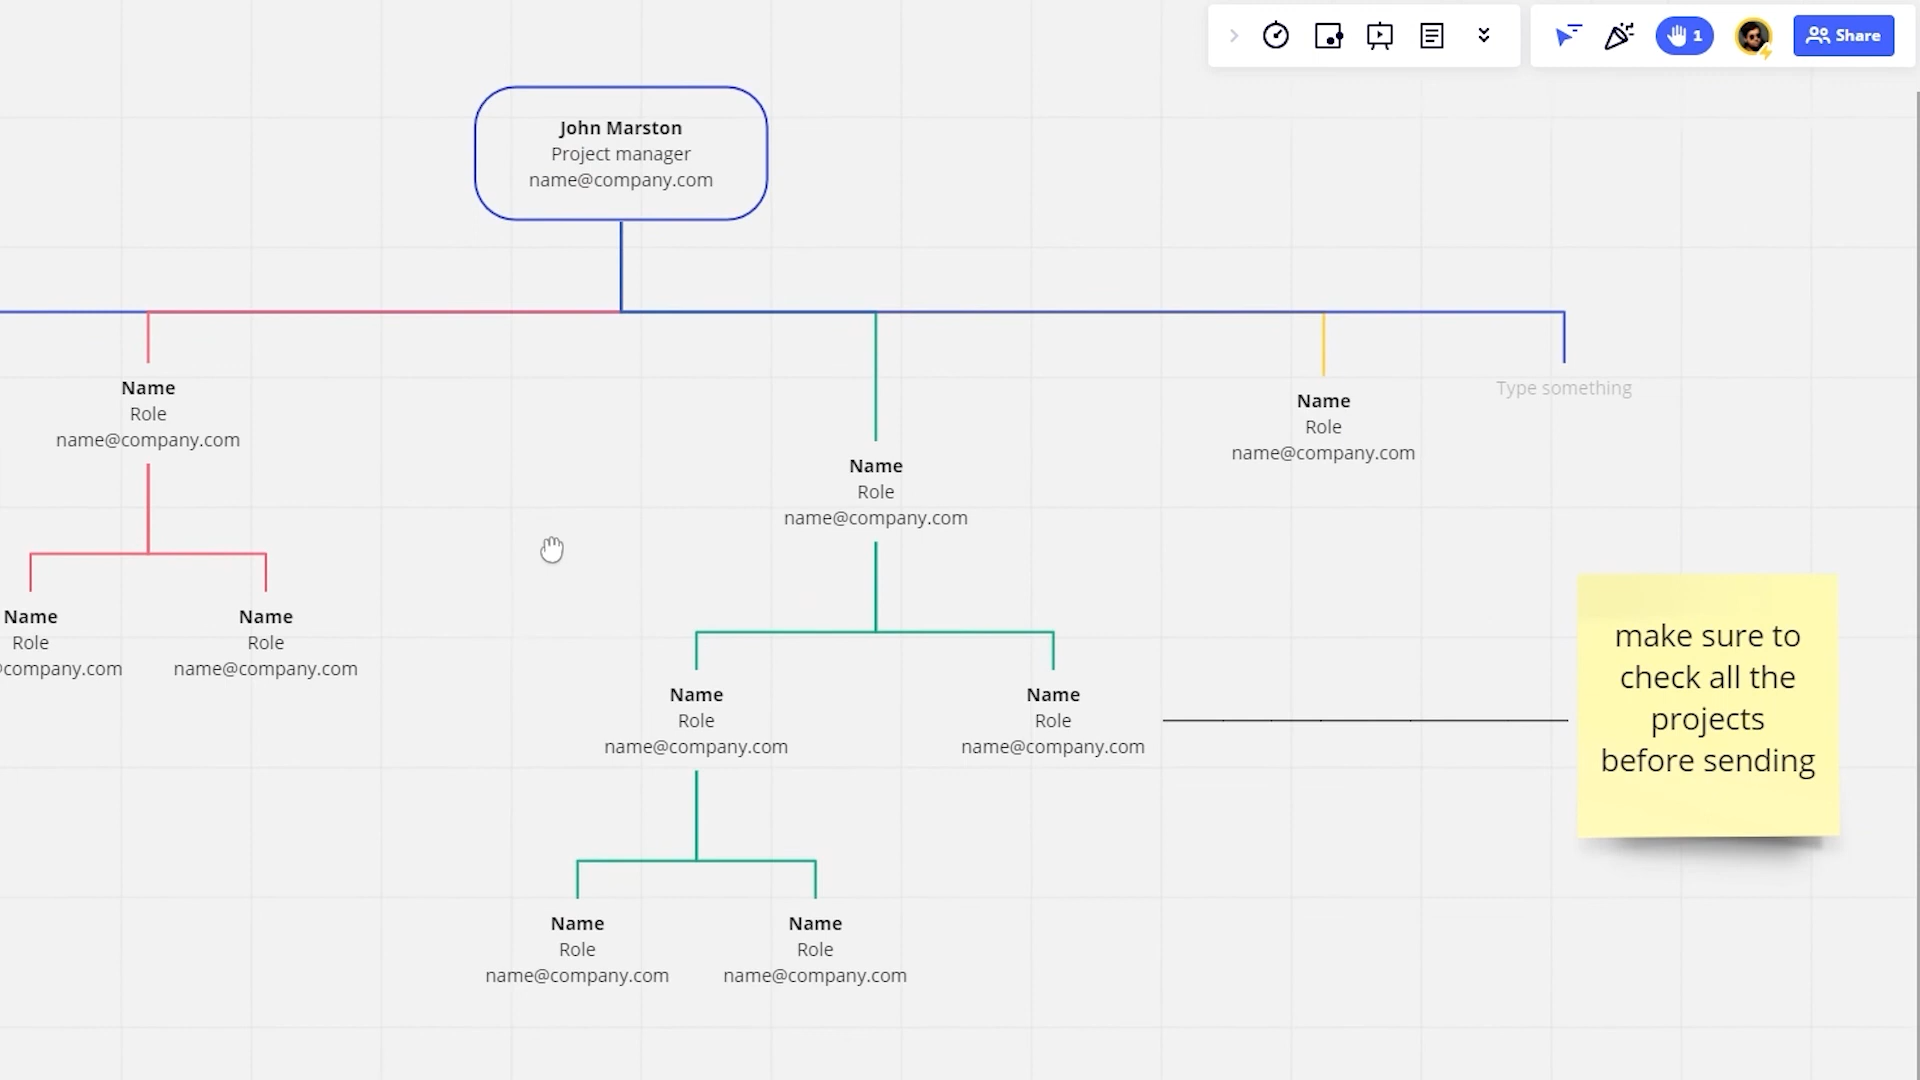 1
Share
John Marston
Project manager
name@company.com
Name
Role
name@company.com
Name
Role
name@company.com
Type something
Name
Role
name@company.com
Name
Role
company.com
Name
Role
name@company.com
Name
Role
name@company.com
Name
Role
name@company.com
make sure to
check all the
projects
before sending
Name
Role
name@company.com
Name
Role
name@company.com